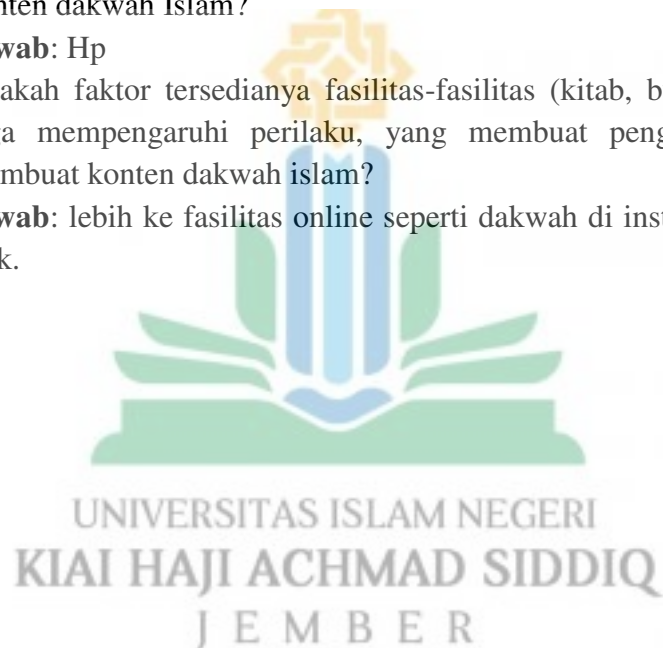 nten dakwah Islam?
wab: Hp
akah faktor tersedianya fasilitas-fasilitas (kitab, b
ga mempengaruhi perilaku, yang membuat peng
mbuat konten dakwah islam?
wab: lebih ke fasilitas online seperti dakwah di inst
k.
UNIVERSITAS ISLAM NEGERI
KIAI HAJI ACHMAD SIDDIQ
JEMBER